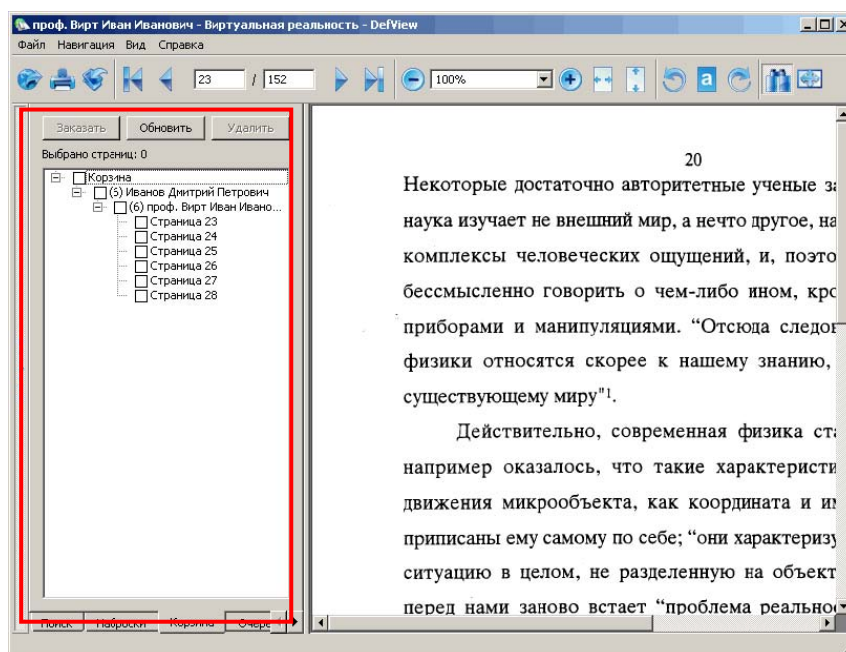 проф. Вирт Иван Иванович - Виртуальная реальность - DefView
Файл Навигация Вид Справка
23 / 152 100% a
Заказать Обновить Удалить
Выбрано страниц: 0
Корзина
(5) Иванов Дмитрий Петрович
(6) проф. Вирт Иван Ивано...
Страница 23
Страница 24
Страница 25
Страница 26
Страница 27
Страница 28
Поиск Наброски Корзина Очере
20
Некоторые достаточно авторитетные ученые за
наука изучает не внешний мир, а нечто другое, на
комплексы человеческих ощущений, и, поэто
бессмысленно говорить о чем-либо ином, кро
приборами и манипуляциями. “Отсюда следов
физики относятся скорее к нашему знанию,
существующему миру"1.
Действительно, современная физика ста
например оказалось, что такие характеристи
движения микрообъекта, как координата и им
приписаны ему самому по себе; “они характеризу
ситуацию в целом, не разделенную на объект
перед нами заново встает “проблема реально